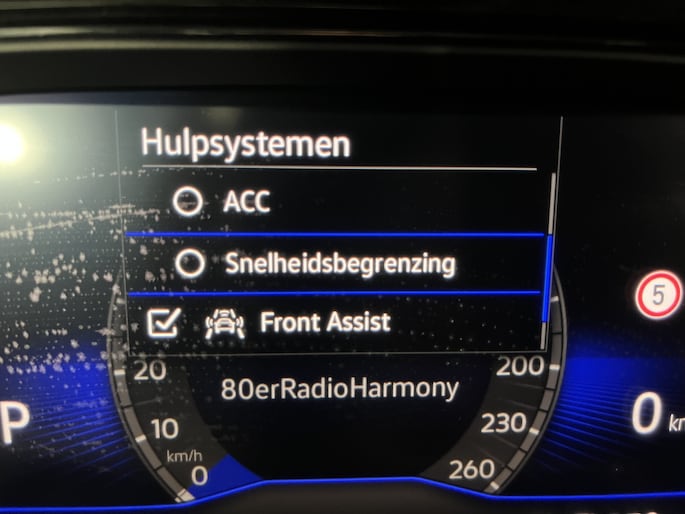 Hulpsystemen
ACC
Snelheidsbegrenzing
Front Assist
5
20
80erRadioHarmony
200
P
10
230
0
km/h
0
260